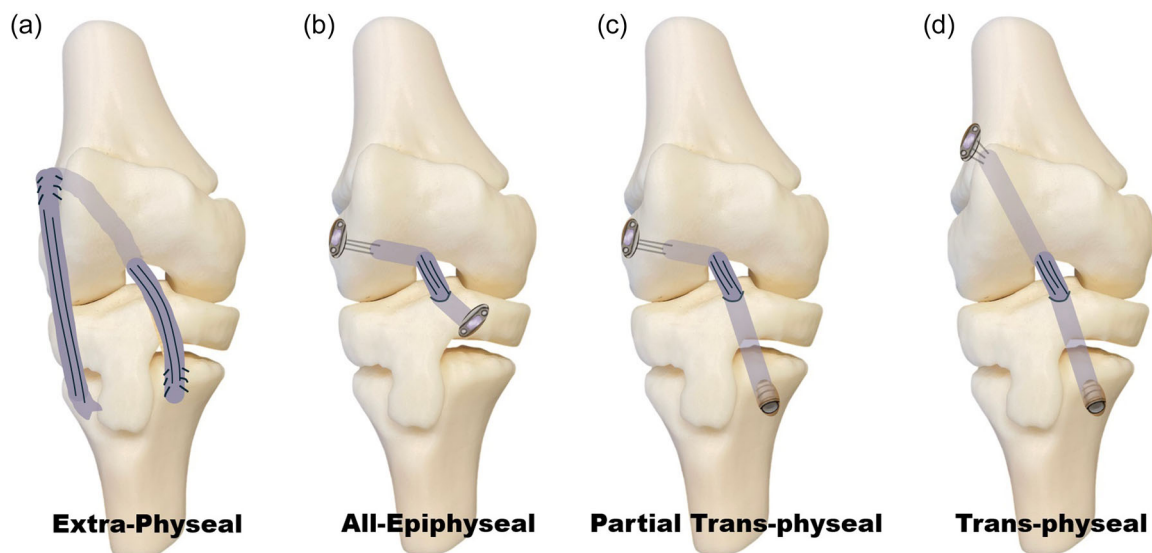 (a)
(b)
(c)
(d)
Extra-Physeal
All-Epiphyseal
Partial Trans-physeal
Trans-physeal